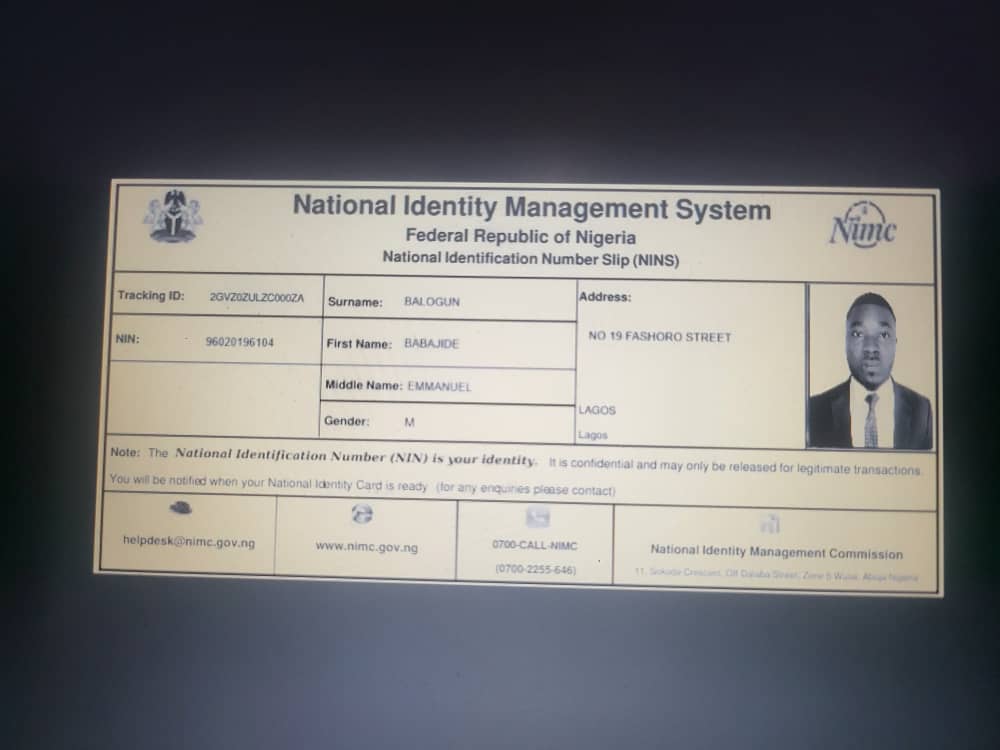 National Identity Management System
Federal Republic of Nigeria
National Identification Number Slip (NINS)
Nimc
Tracking ID: 2GVZ0ZULZC000ZA
Surname: BALOGUN
Address:
NIN: 96020196104
First Name: BABAJIDE
NO 19 FASHORO STREET
Middle Name: EMMANUEL
Gender: M
LAGOS
Lagos
Note: The National Identification Number (NIN) is your identity. It is confidential and may only be released for legitimate transactions.
You will be notified when your National Identity Card is ready (for any enquiries please contact)
helpdesk@nimc.gov.ng
www.nimc.gov.ng
0700-CALL-NIMC
(0700-2255-646)
National Identity Management Commission
11, Sokode Crescent, Off Dalaba Street, Zone 5 Wuse, Abuja Nigeria